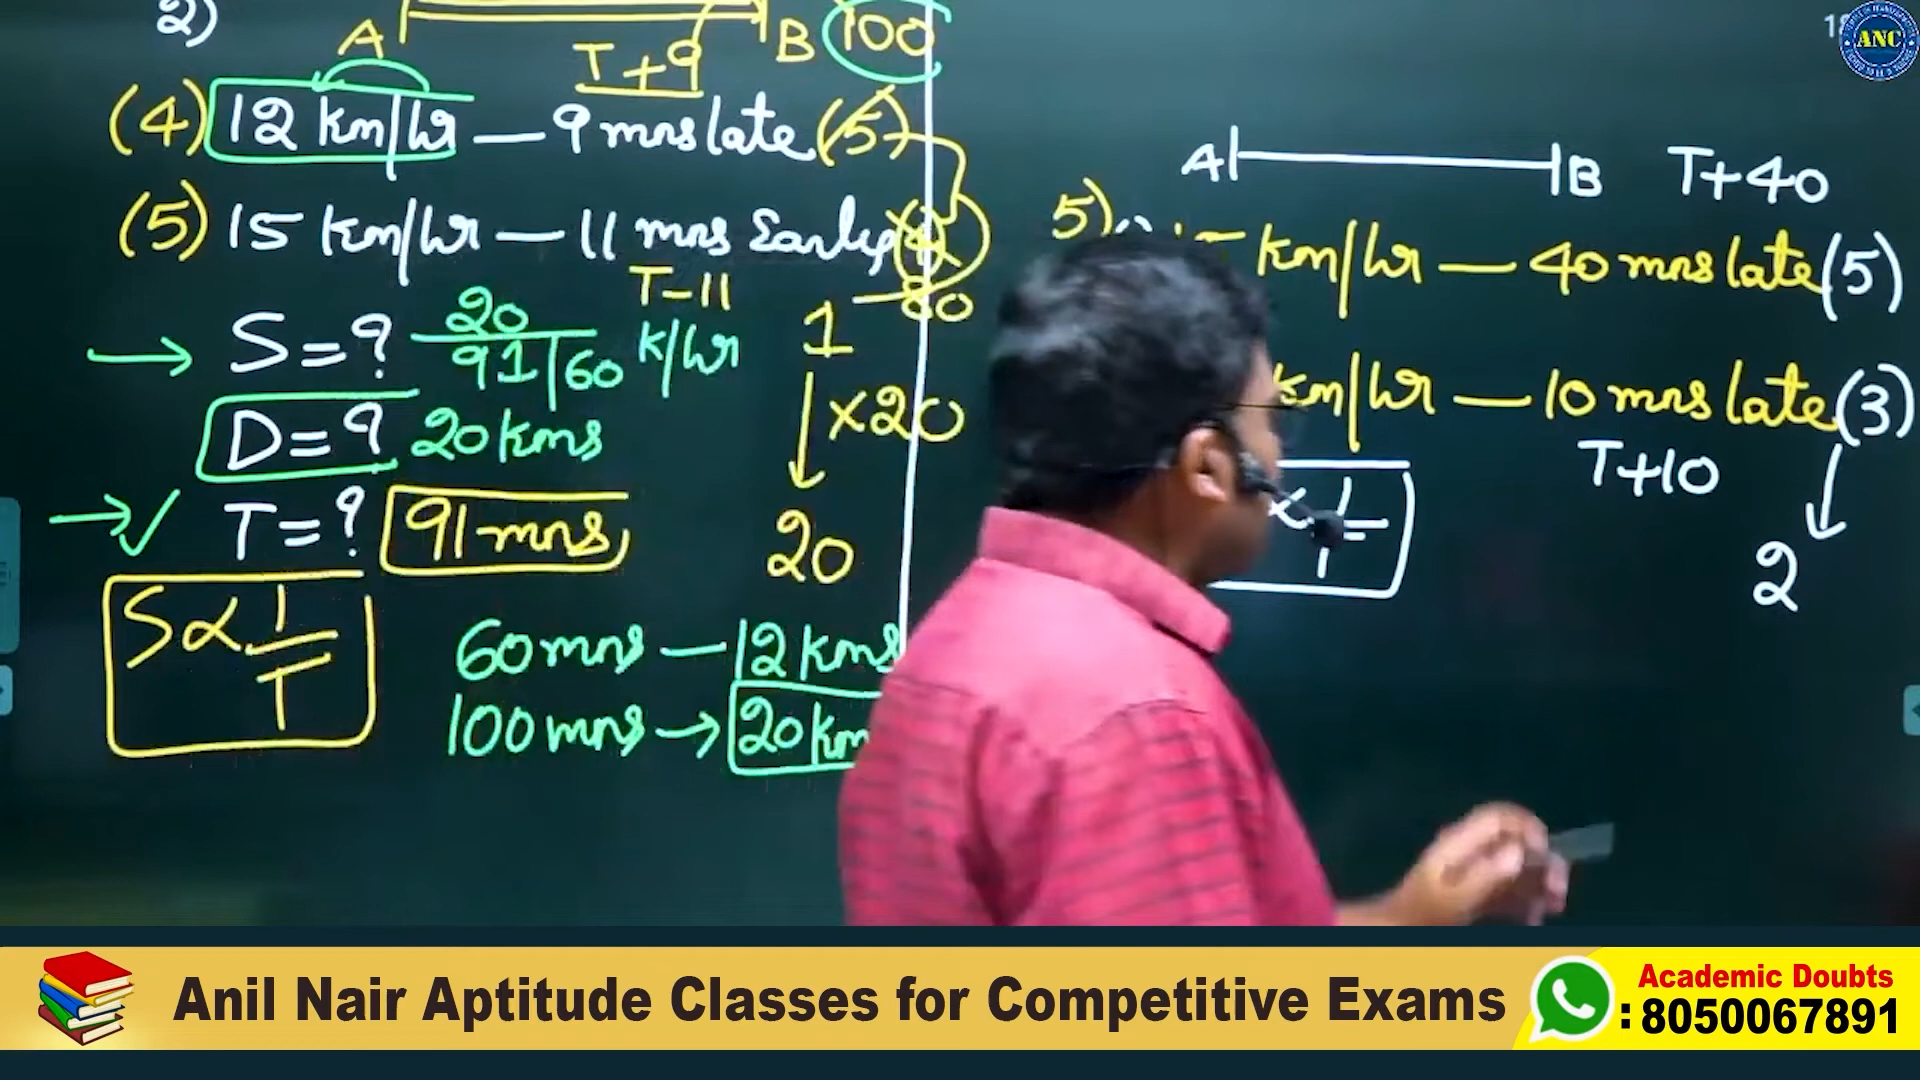 2)
A B 100
T+9
(4) 12 km/hr — 9 mns late (5)
(5) 15 km/hr — 11 mns Early
T-11
80
S=? 20 91/60 k/hr
1
D=? 20 kms
×20
T=? 91 mns
20
S∝ 1/T
60 mns — 12 kms
100 mns → 20 km
ANC
A B T+40
5) km/hr — 40 mns late (5)
km/hr — 10 mns late (3)
T+10
2
Anil Nair Aptitude Classes for Competitive Exams
Academic Doubts
: 8050067891